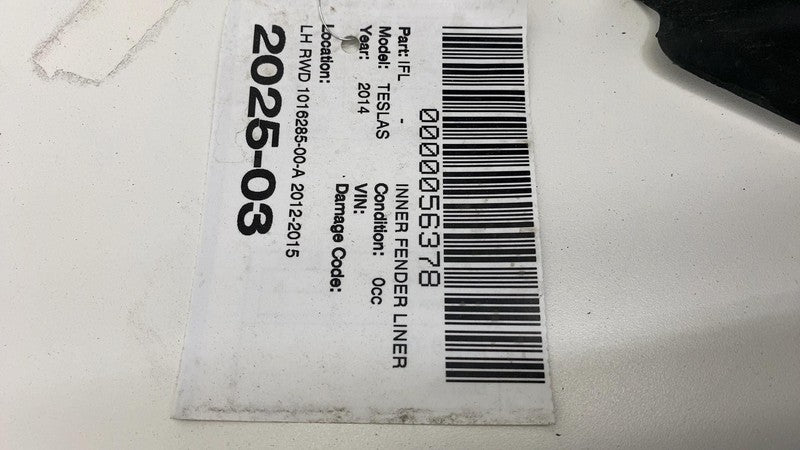 0000056378
Part: IFL - INNER FENDER LINER
Model: TESLAS Condition: 0cc
Year: 2014 VIN:
Damage Code:
Location:
LH RWD 1016285-00-A 2012-2015
2025-03